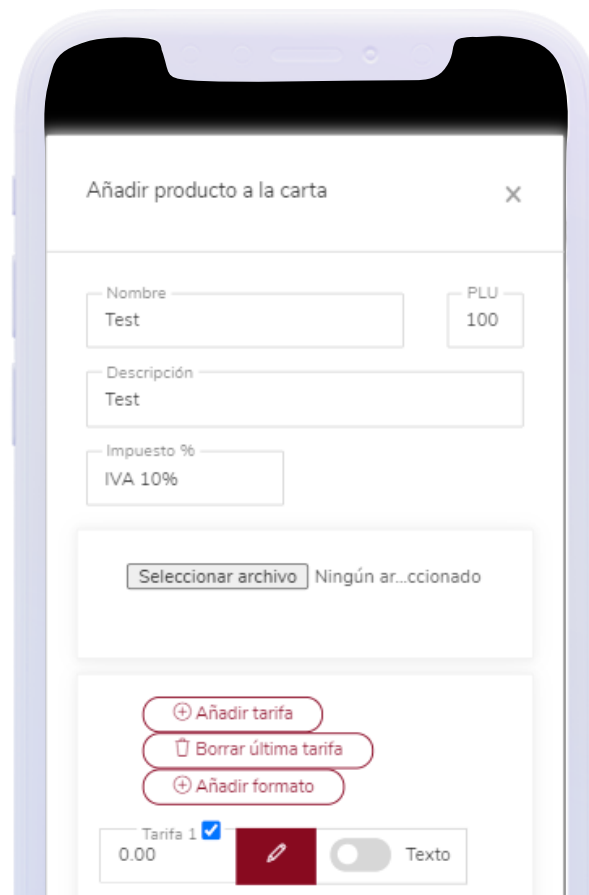 Añadir producto a la carta
Nombre PLU
Test 100
Descripción
Test
Impuesto %
IVA 10%
Seleccionar archivo Ningún ar...ccionado
Añadir tarifa
Borrar última tarifa
Añadir formato
Tarifa 1
0.00 Texto